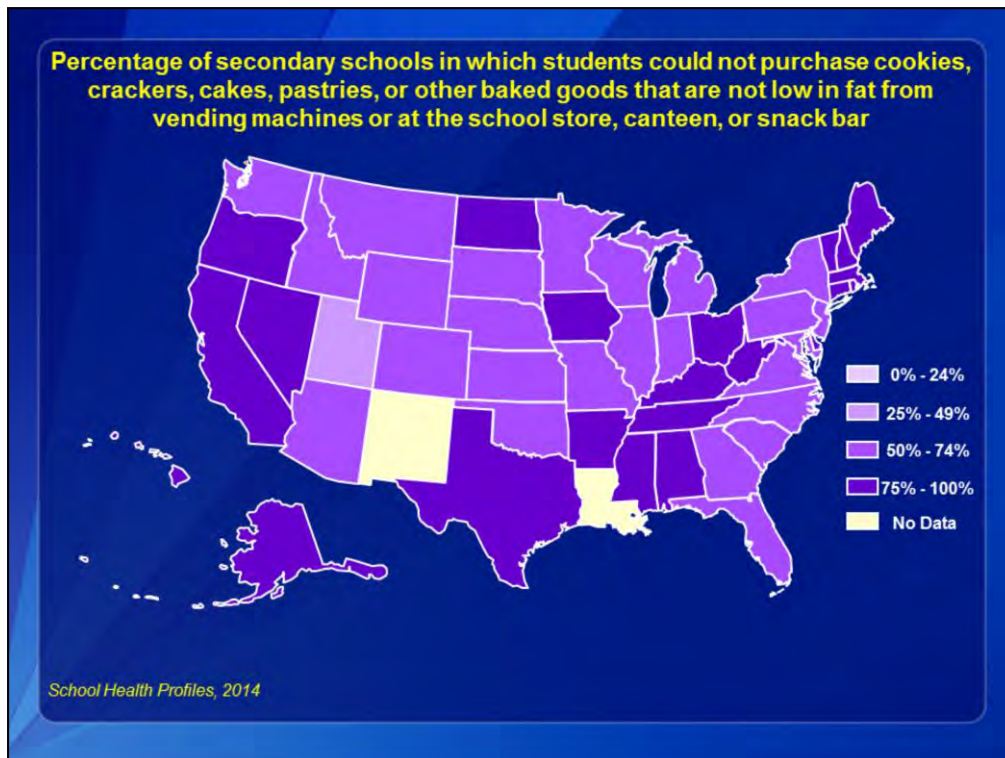 Percentage of secondary schools in which students could not purchase cookies,
crackers, cakes, pastries, or other baked goods that are not low in fat from
vending machines or at the school store, canteen, or snack bar
0% - 24%
25% - 49%
50% - 74%
75% - 100%
No Data
School Health Profiles, 2014